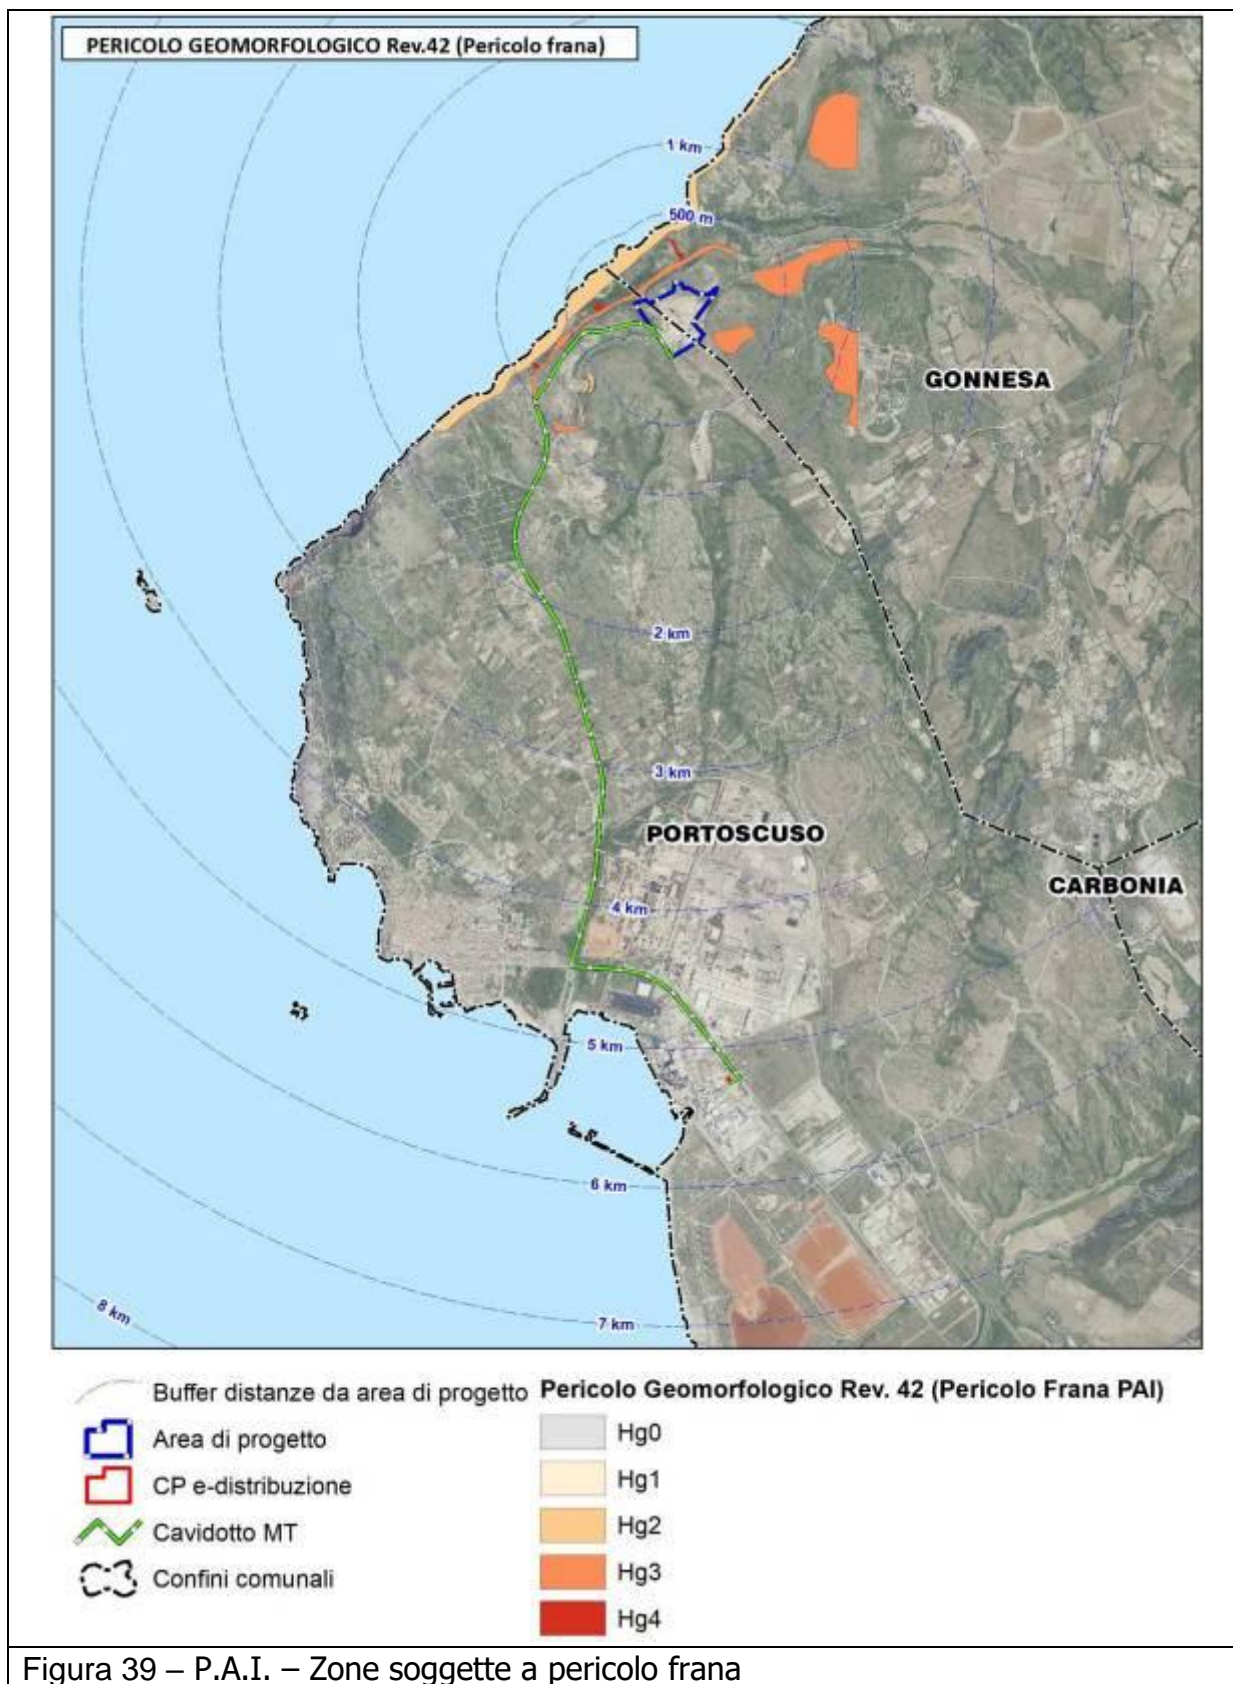 PERICOLO GEOMORFOLOGICO Rev.42 (Pericolo frana)
1 km
500 m
GONNESA
2 km
3 km
PORTOSCUSO
CARBONIA
4 km
5 km
6 km
8 km
7 km
Buffer distanze da area di progetto
Area di progetto
CP e-distribuzione
Cavidotto MT
Confini comunali
Pericolo Geomorfologico Rev. 42 (Pericolo Frana PAI)
Hg0
Hg1
Hg2
Hg3
Hg4
Figura 39 – P.A.I. – Zone soggette a pericolo frana